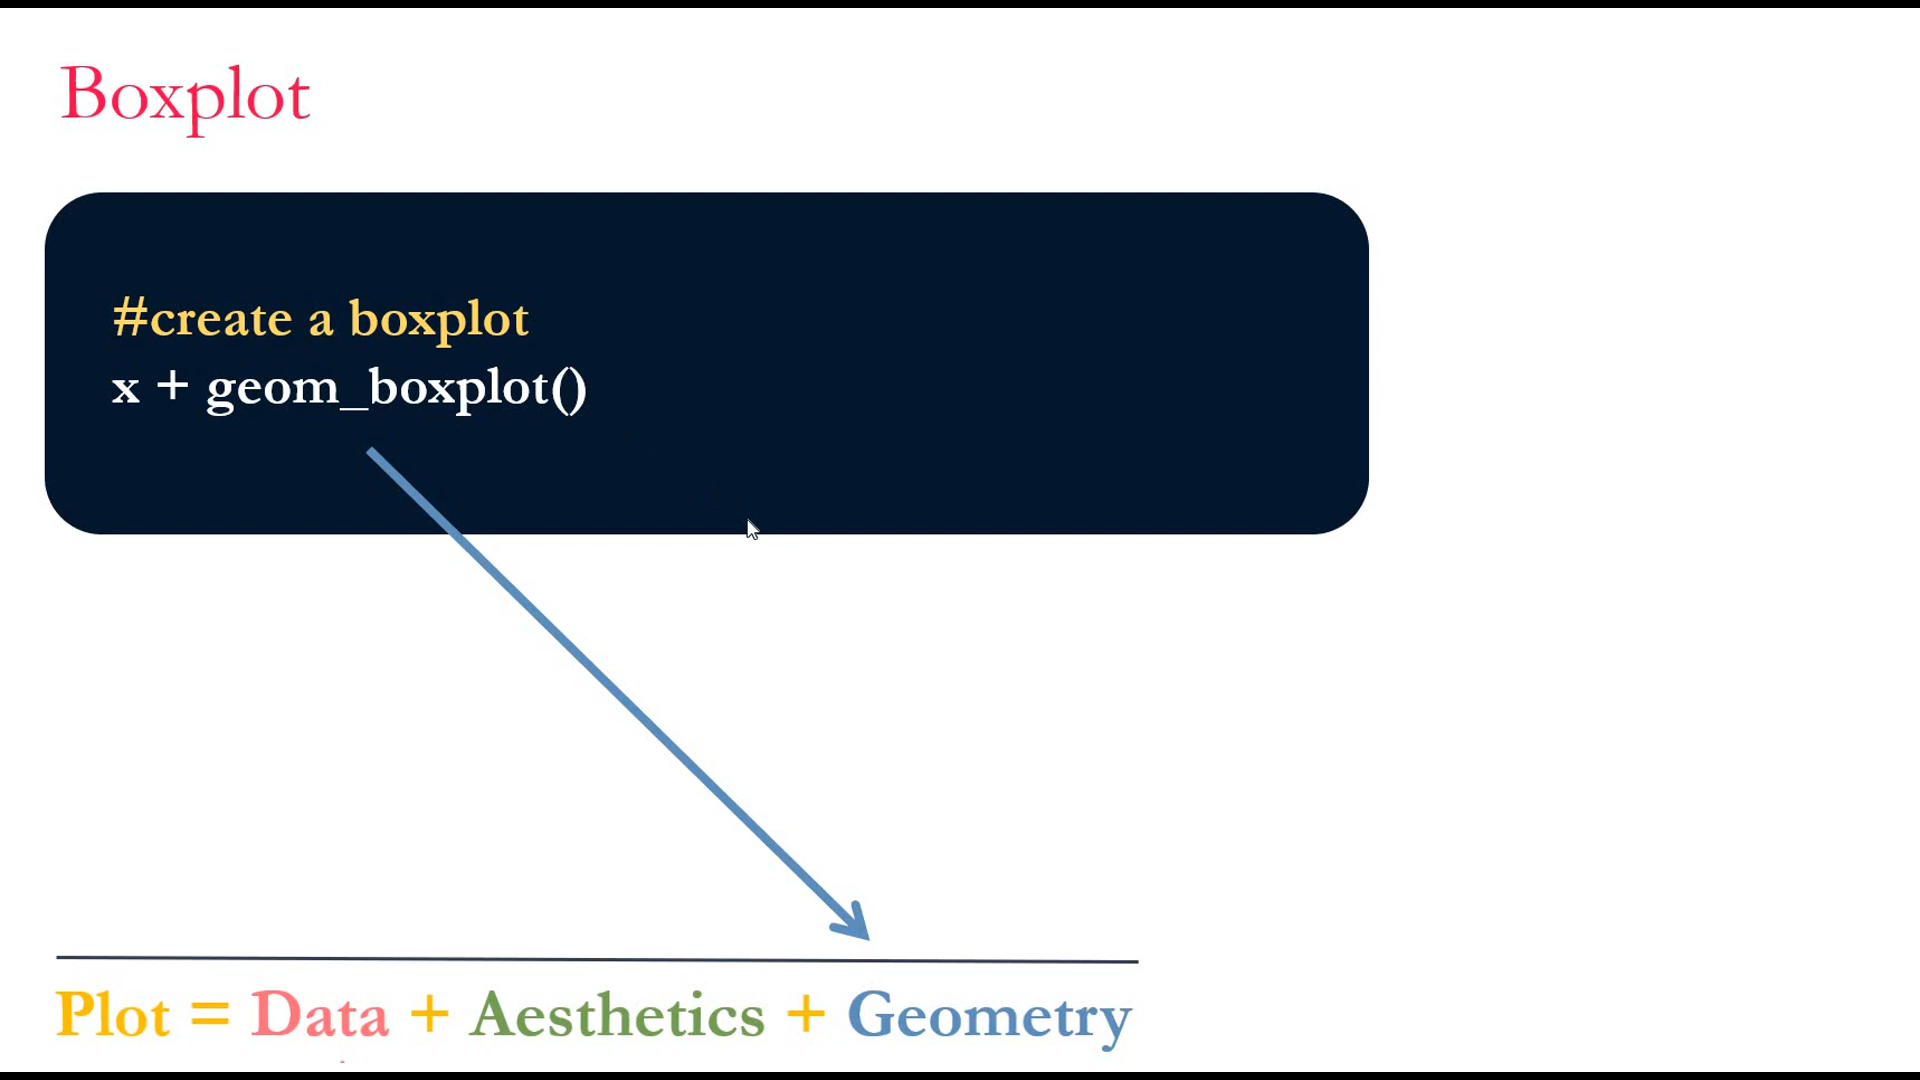 Boxplot
#create a boxplot
x + geom_boxplot()
Plot = Data + Aesthetics + Geometry